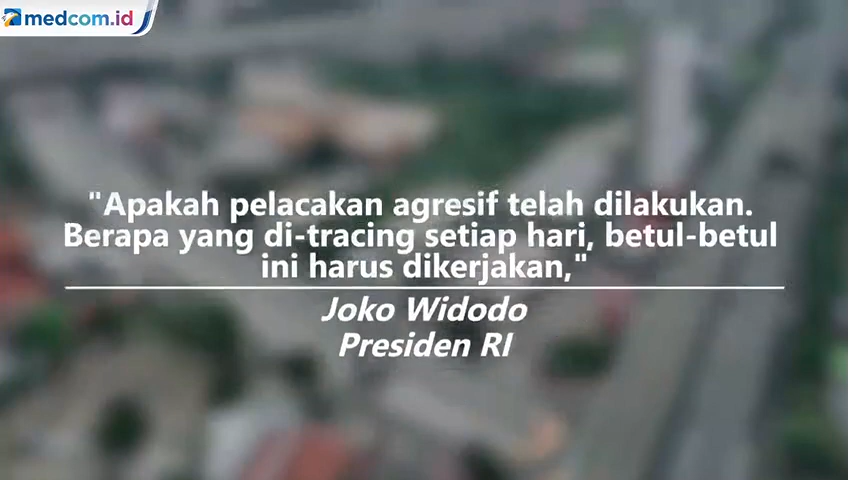 medcom.id
"Apakah pelacakan agresif telah dilakukan.
Berapa yang di-tracing setiap hari, betul-betul
ini harus dikerjakan,"
Joko Widodo
Presiden RI